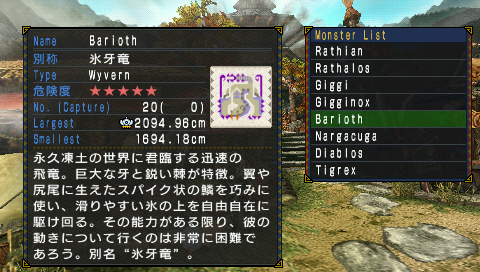 Name Barioth
別称 氷牙竜
Type Wyvern
危険度 ★★★★★
No. (Capture) 20( 0)
Largest 2094.96cm
Smallest 1694.18cm
永久凍土の世界に君臨する迅速の
飛竜。巨大な牙と鋭い棘が特徴。翼や
尻尾に生えたスパイク状の鱗を巧みに
使い、滑りやすい氷の上を自由自在に
駆け回る。その能力がある限り、彼の
動きについて行くのは非常に困難で
あろう。別名“氷牙竜”。
Monster List
Rathian
Rathalos
Giggi
Gigginox
Barioth
Nargacuga
Diablos
Tigrex